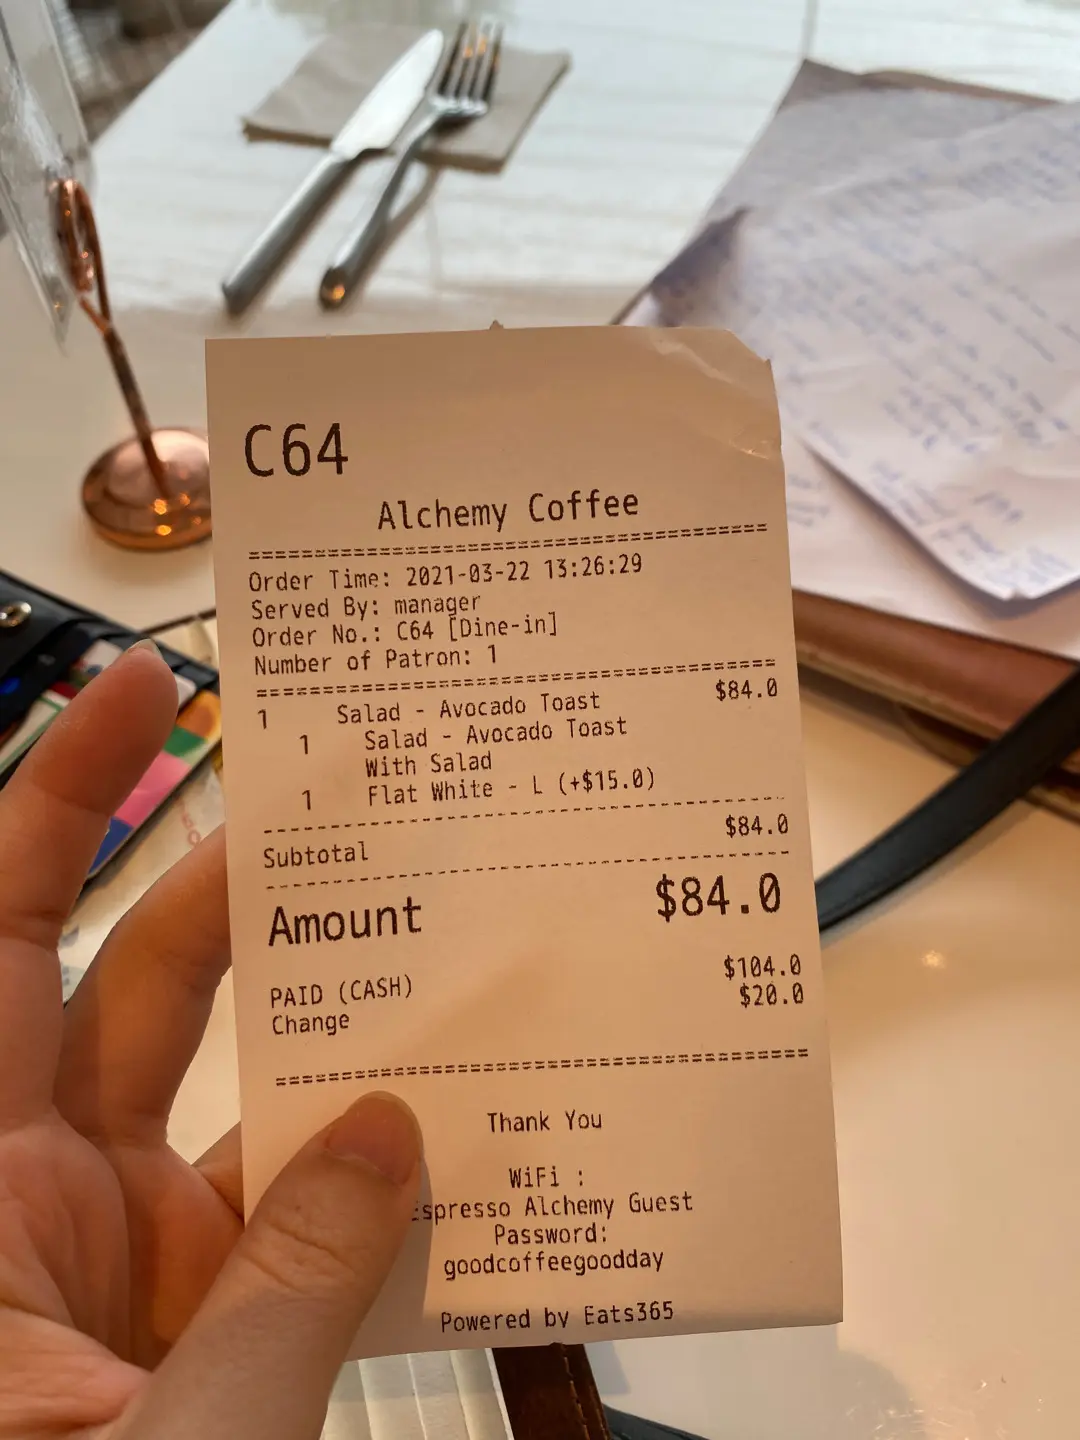 C64
Alchemy Coffee
========================================
Order Time: 2021-03-22 13:26:29
Served By: manager
Order No.: C64 [Dine-in]
Number of Patron: 1
========================================
1 Salad - Avocado Toast $84.0
1 Salad - Avocado Toast
With Salad
1 Flat White - L (+$15.0)
----------------------------------------
Subtotal $84.0
----------------------------------------
Amount $84.0
PAID (CASH) $104.0
Change $20.0
========================================
Thank You
WiFi :
Espresso Alchemy Guest
Password:
goodcoffeegoodday
Powered by Eats365